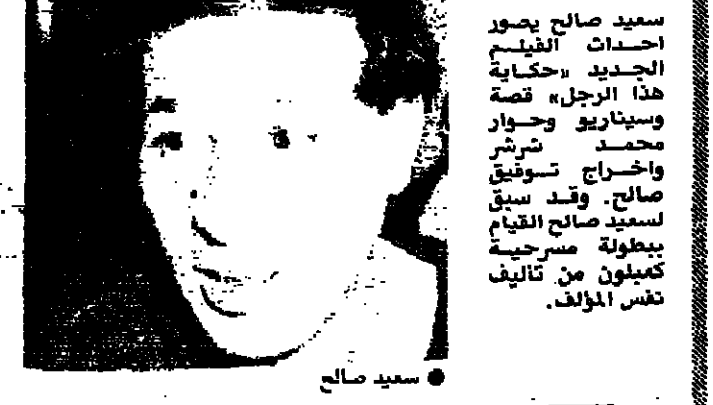 سعيد صالح يصور
احداث الفيلم
الجديد «حكاية
هذا الرجل» قصة
وسيناريو وحوار
محمد شرشر
واخراج توفيق
صالح. وقد سبق
لسعيد صالح القيام
ببطولة مسرحية
كمبلون من تأليف
نفس المؤلف.
● سعيد صالح